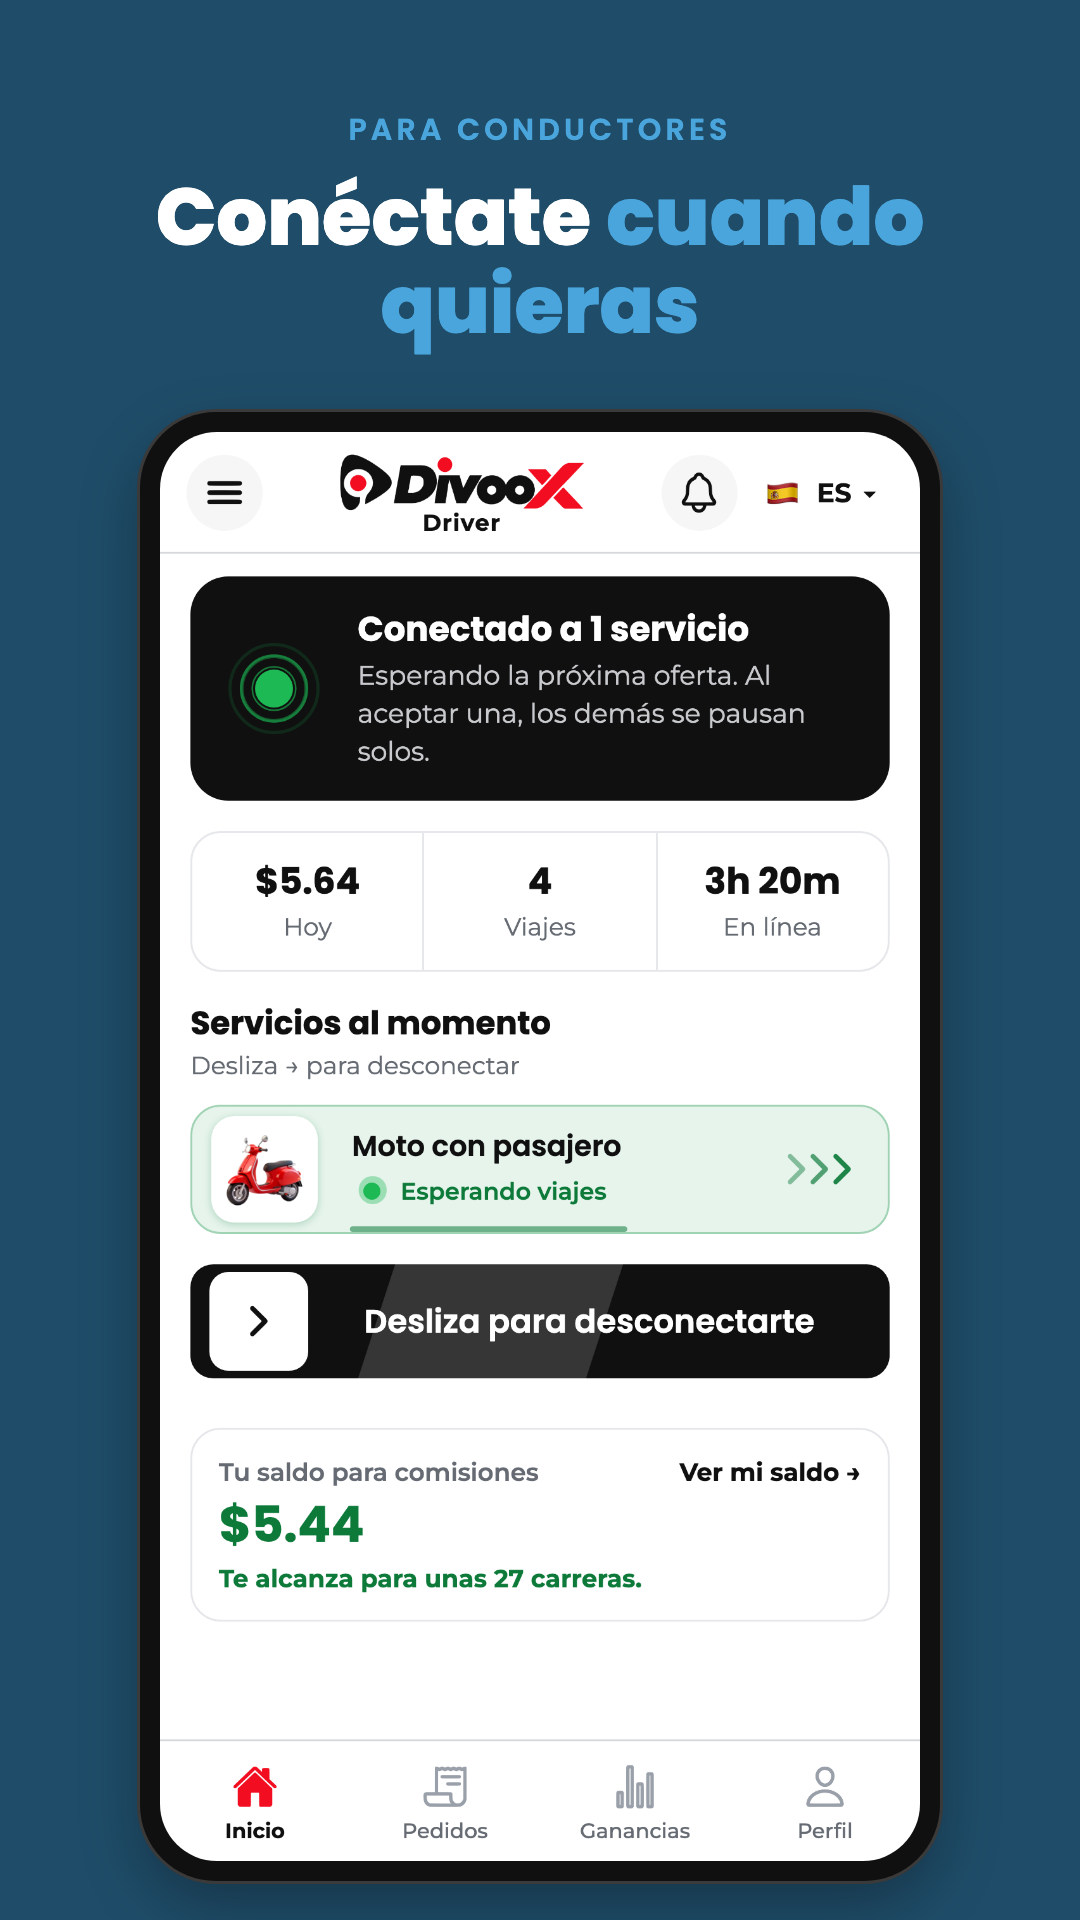 PARA CONDUCTORES
Conéctate cuando
quieras
DivooX
Driver
ES
Conectado a 1 servicio
Esperando la próxima oferta. Al
aceptar una, los demás se pausan
solos.
$5.64
Hoy
4
Viajes
3h 20m
En línea
Servicios al momento
Desliza → para desconectar
Moto con pasajero
Esperando viajes
Desliza para desconectarte
Tu saldo para comisiones
Ver mi saldo →
$5.44
Te alcanza para unas 27 carreras.
Inicio
Pedidos
Ganancias
Perfil